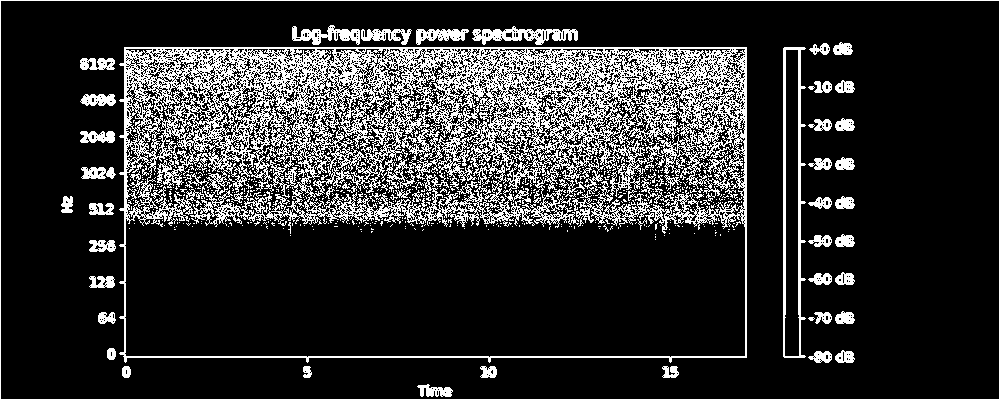 Log-frequency power spectrogram
8192
4096
2048
1024
512
256
128
64
0
Hz
0 5 10 15
Time
+0 dB
-10 dB
-20 dB
-30 dB
-40 dB
-50 dB
-60 dB
-70 dB
-80 dB